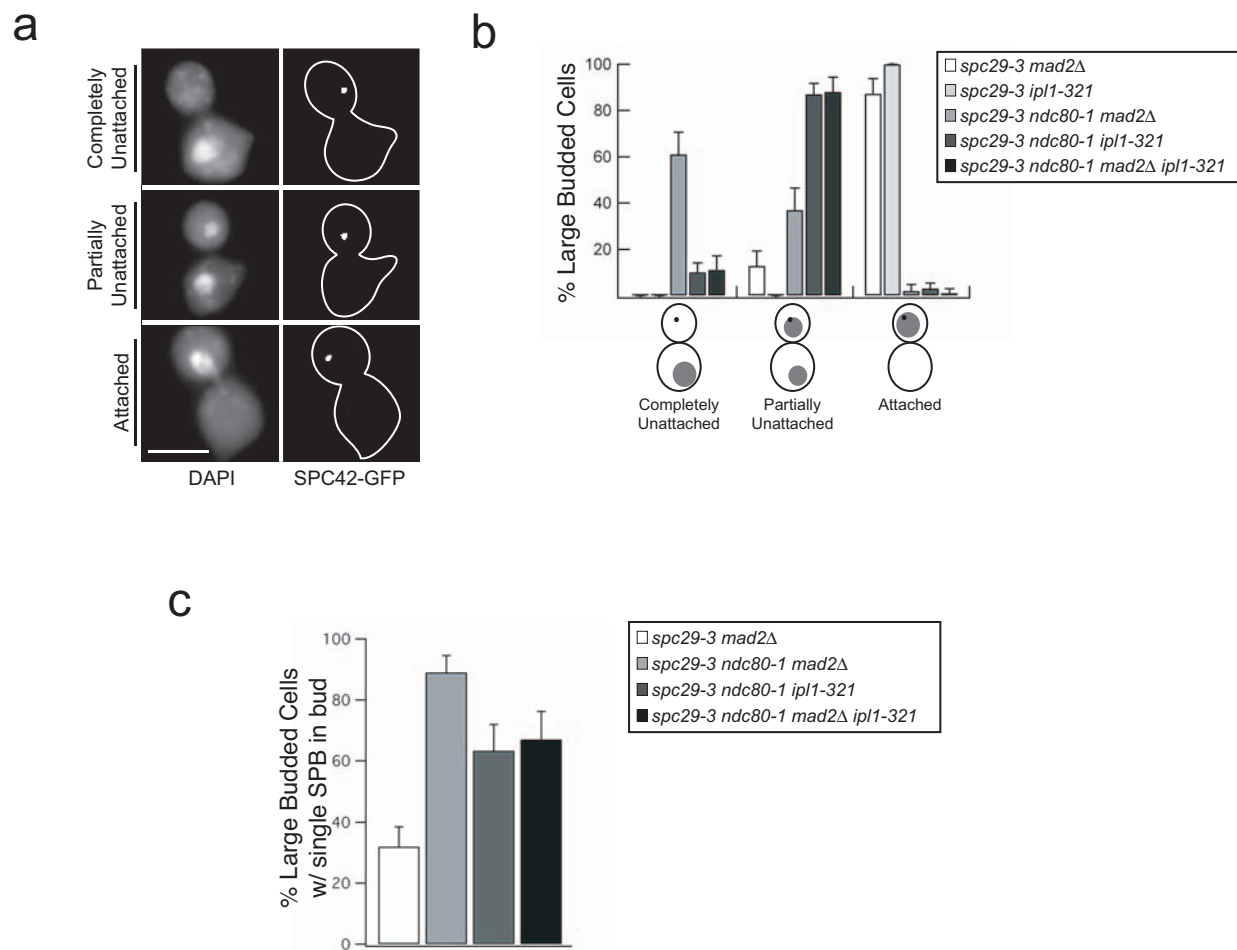 a
Completely
Unattached
Partially
Unattached
Attached
DAPI
SPC42-GFP
b
% Large Budded Cells
100
80
60
40
20
spc29-3 mad2Δ
spc29-3 ipl1-321
spc29-3 ndc80-1 mad2Δ
spc29-3 ndc80-1 ipl1-321
spc29-3 ndc80-1 mad2Δ ipl1-321
Completely
Unattached
Partially
Unattached
Attached
c
% Large Budded Cells
w/ single SPB in bud
100
80
60
40
20
0
spc29-3 mad2Δ
spc29-3 ndc80-1 mad2Δ
spc29-3 ndc80-1 ipl1-321
spc29-3 ndc80-1 mad2Δ ipl1-321